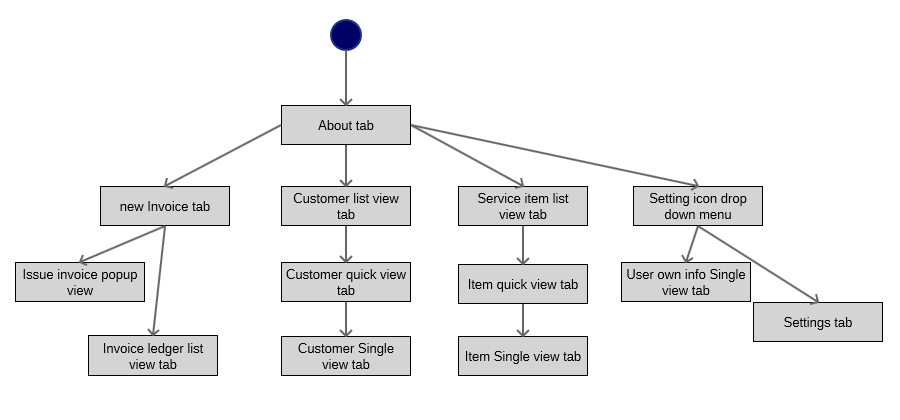 About tab
new Invoice tab
Customer list view
tab
Service item list
view tab
Setting icon drop
down menu
Issue invoice popup
view
Customer quick view
tab
Item quick view tab
User own info Single
view tab
Settings tab
Invoice ledger list
view tab
Customer Single
view tab
Item Single view tab